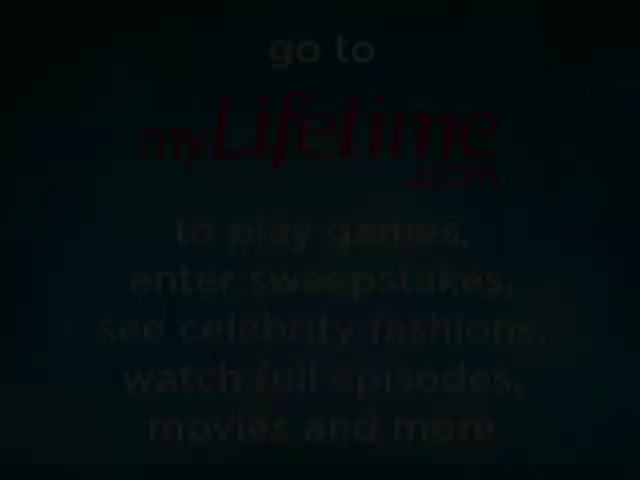 go to
myLifetime
.com
to play games,
enter sweepstakes,
see celebrity fashions,
watch full episodes,
movies and more